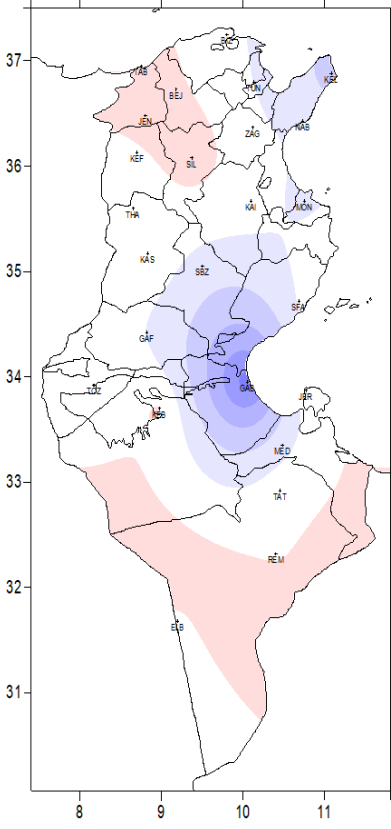 37
TAB
KEL
BEJ
TUN
JEN
NAB
ZAG
KEF
SIL
36
KAI
MON
THA
KAS
35
SBZ
SFA
GAF
34
TOZ
GAB
JER
MED
33
TAT
REM
32
ELB
31
8 9 10 11